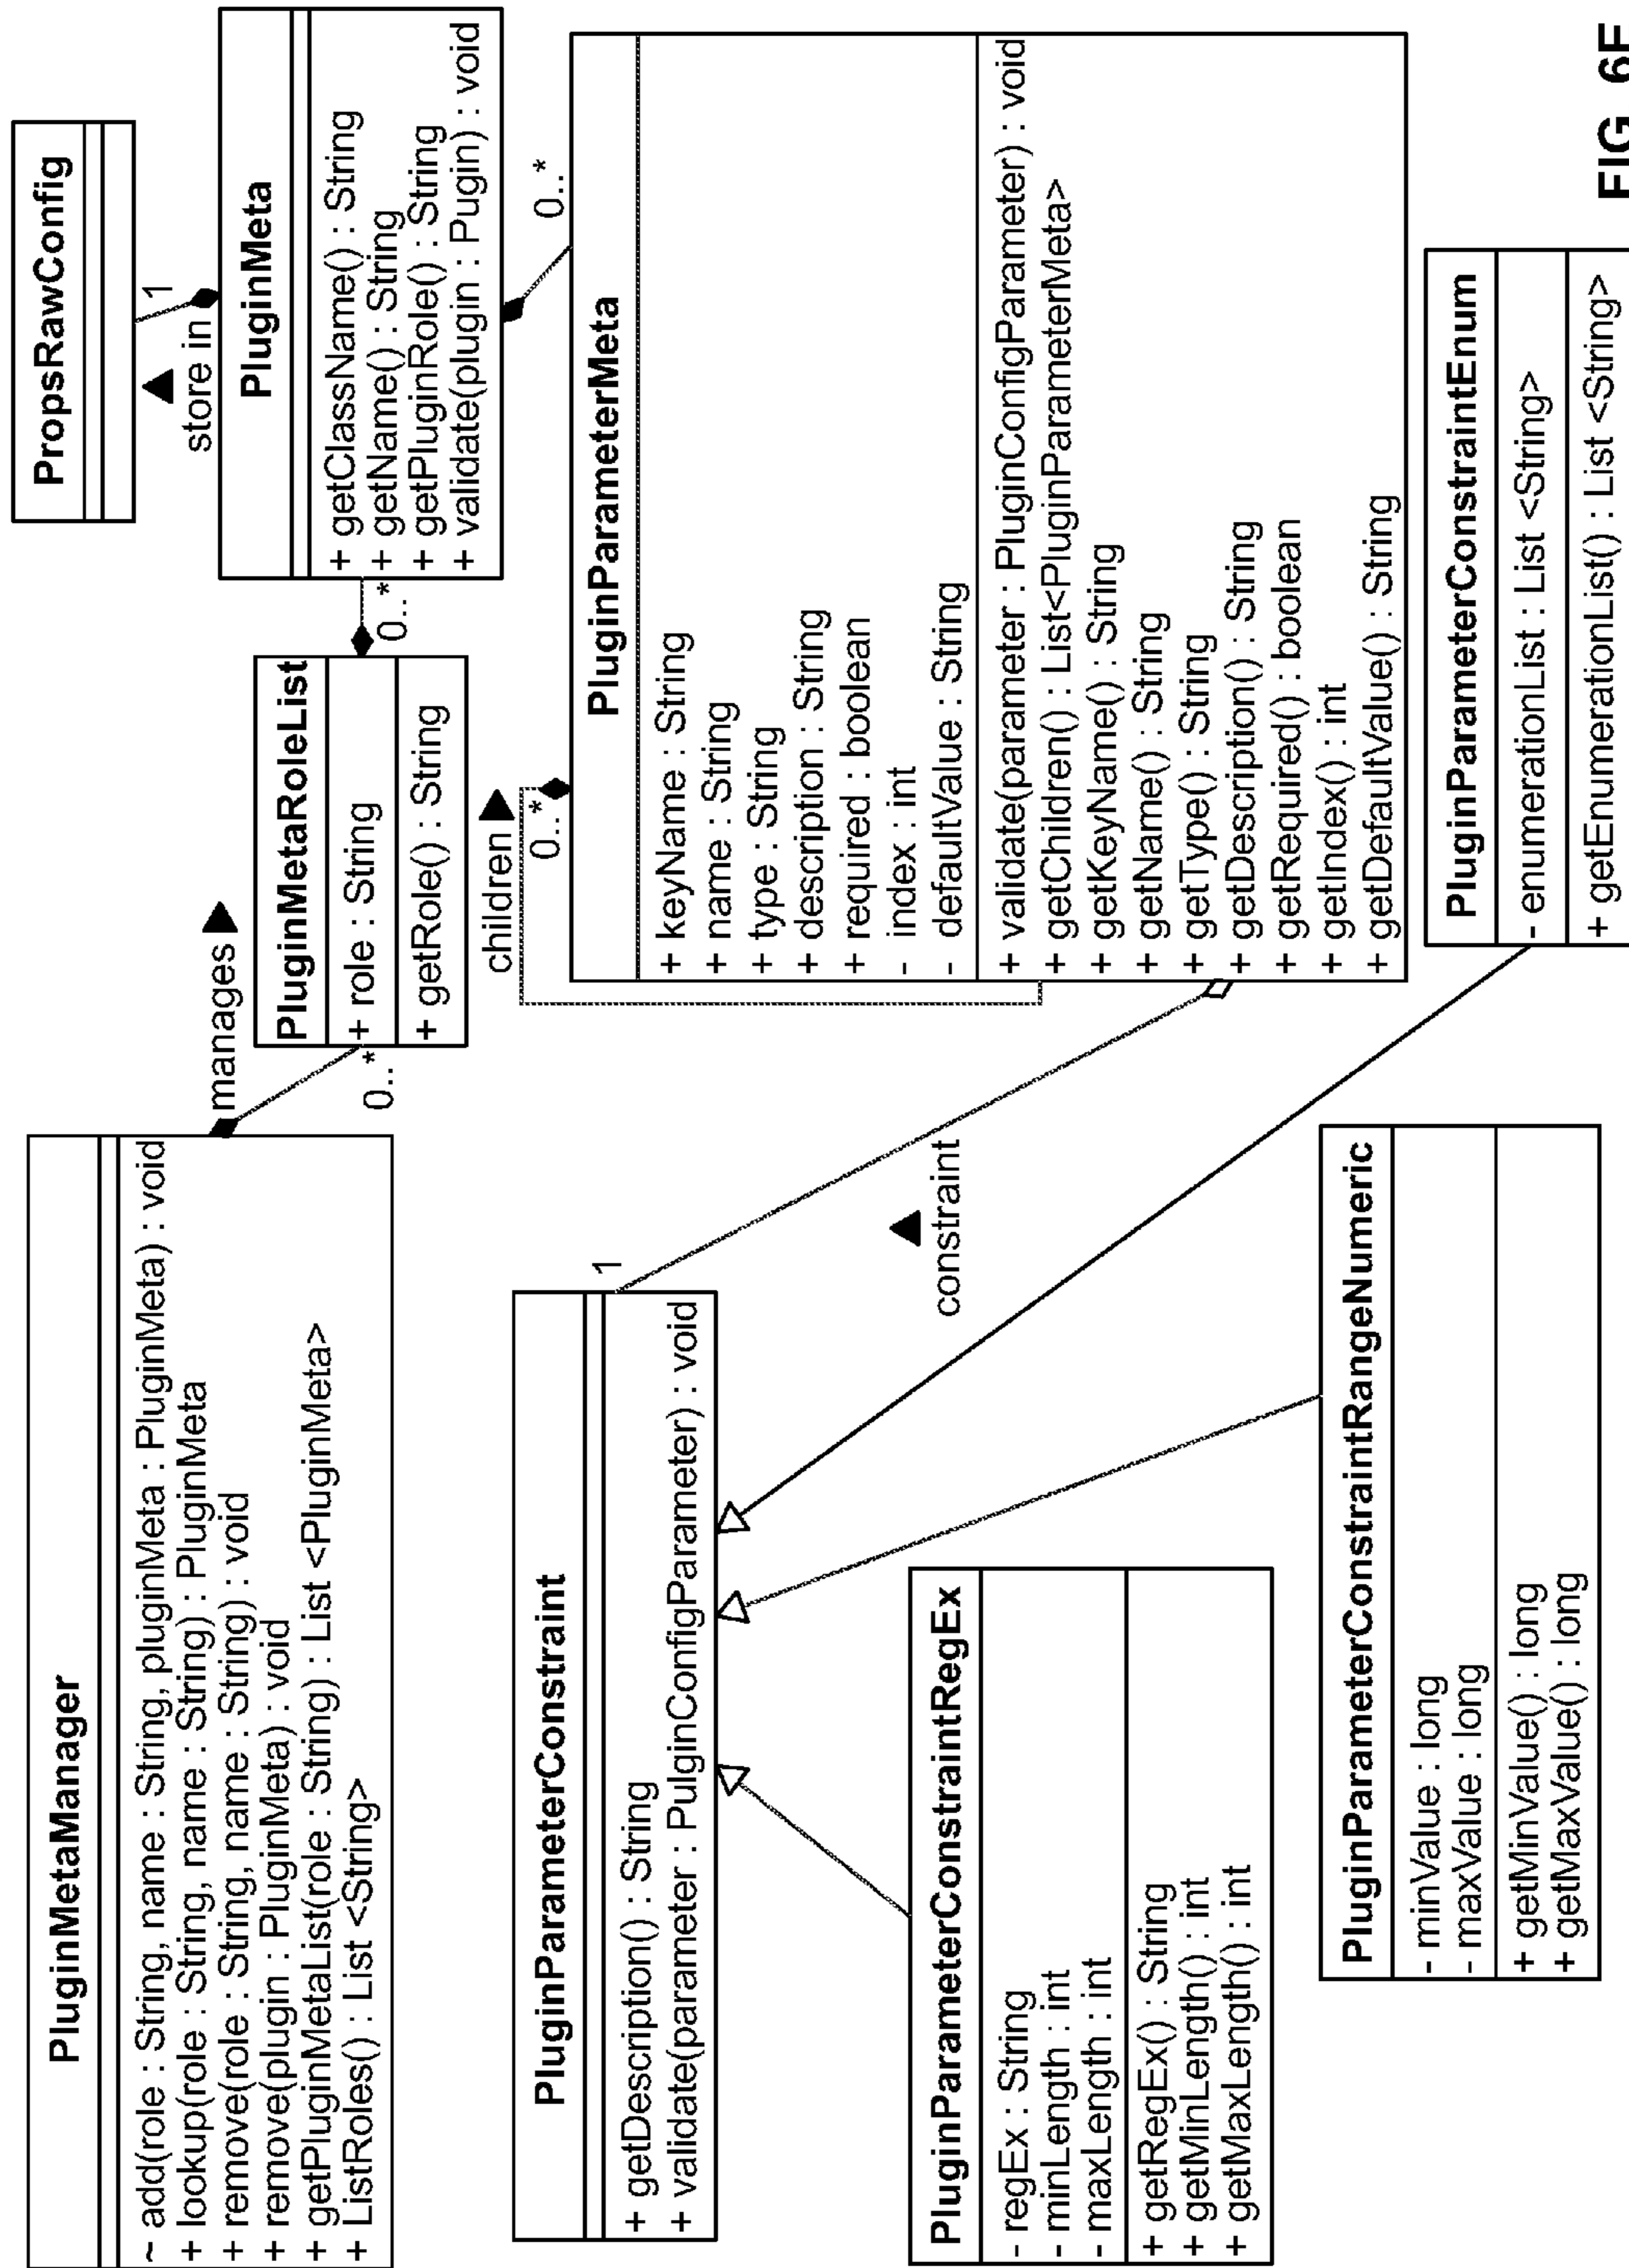 PluginMetaManager
~ add(role : String, name : String, pluginMeta : PluginMeta) : void
+ lookup(role : String, name : String) : PluginMeta
+ remove(role : String, name : String) : void
+ remove(plugin : PluginMeta) : void
+ getPluginMetaList(role : String) : List <PluginMeta>
+ ListRoles() : List <String>
manages
0..*
PluginMetaRoleList
+ role : String
+ getRole() : String
0..*
PropsRawConfig
1
store in
PluginMeta
+ getClassName() : String
+ getName() : String
+ getPluginRole() : String
+ validate(plugin : Pugin) : void
0..*
children
0..*
PluginParameterMeta
+ keyName : String
+ name : String
+ type : String
+ description : String
+ required : boolean
- index : int
- defaultValue : String
+ validate(parameter : PluginConfigParameter) : void
+ getChildren() : List<PluginParameterMeta>
+ getKeyName() : String
+ getName() : String
+ getType() : String
+ getDescription() : String
+ getRequired() : boolean
+ getIndex() : int
+ getDefaultValue() : String
PluginParameterConstraint
+ getDescription() : String
+ validate(parameter : PulginConfigParameter) : void
1
constraint
PluginParameterConstraintRegEx
- regEx : String
- minLength : int
- maxLength : int
+ getRegEx() : String
+ getMinLength() : int
+ getMaxLength() : int
PluginParameterConstraintRangeNumeric
- minValue : long
- maxValue : long
+ getMinValue() : long
+ getMaxValue() : long
PluginParameterConstraintEnum
- enumerationList : List <String>
+ getEnumerationList() : List <String>